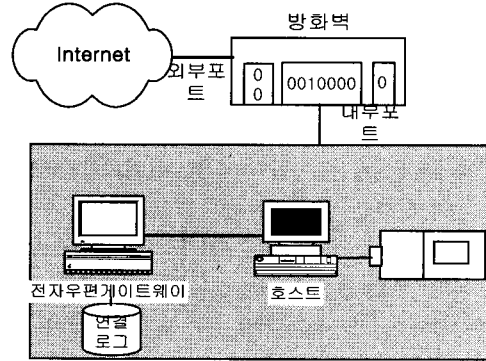 방화벽
Internet
외부포
트
0
0
0010000
0
내부포
트
전자우편게이트웨이
호스트
연결
로그